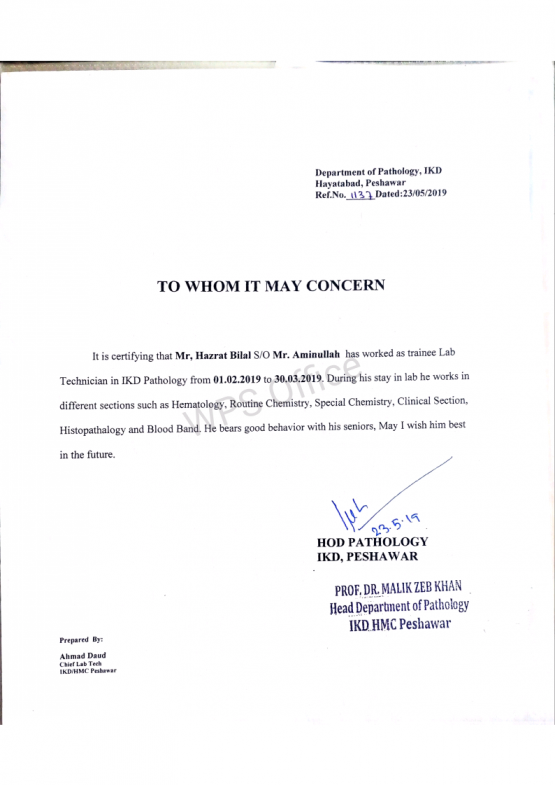 Department of Pathology, IKD
Hayatabad, Peshawar
Ref.No. 1137 Dated:23/05/2019
TO WHOM IT MAY CONCERN
It is certifying that Mr, Hazrat Bilal S/O Mr. Aminullah has worked as trainee Lab
Technician in IKD Pathology from 01.02.2019 to 30.03.2019. During his stay in lab he works in
different sections such as Hematology, Routine Chemistry, Special Chemistry, Clinical Section,
Histopathalogy and Blood Band. He bears good behavior with his seniors, May I wish him best
in the future.
WPS Office
23.5.19
HOD PATHOLOGY
IKD, PESHAWAR
PROF. DR. MALIK ZEB KHAN
Head Department of Pathology
IKD HMC Peshawar
Prepared By:
Ahmad Daud
Chief Lab Tech
IKD/HMC Peshawar